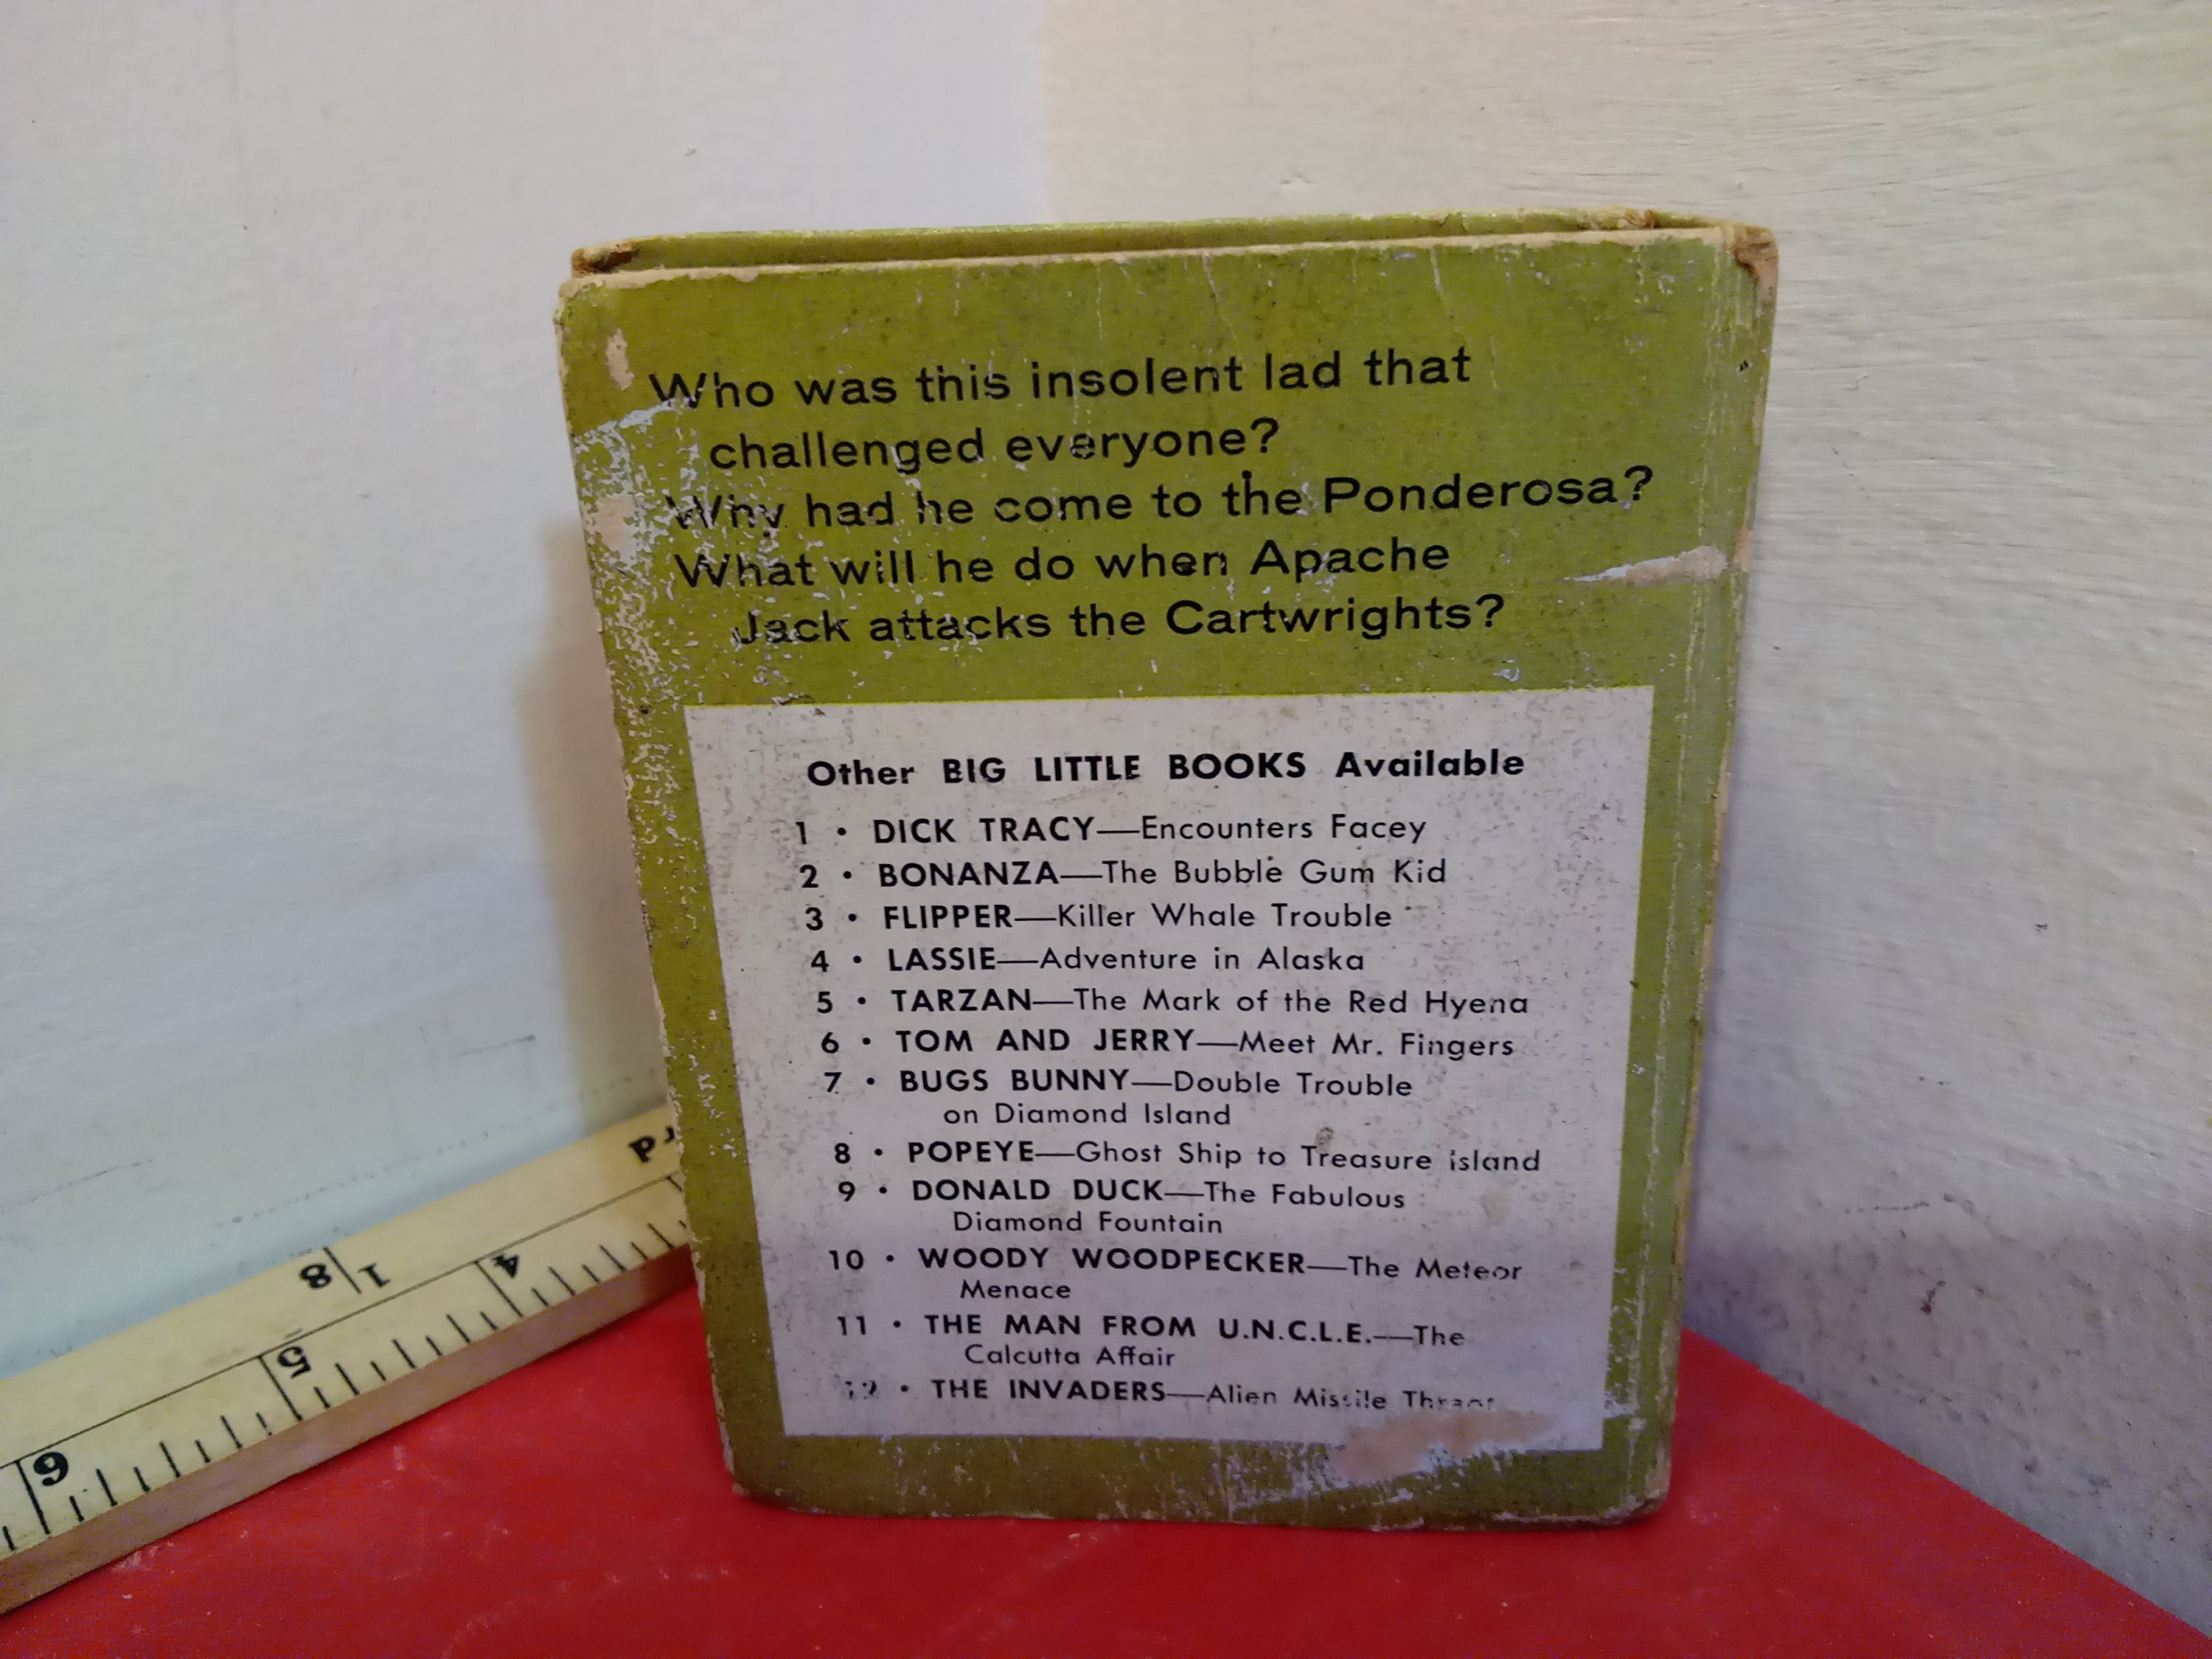 Who was this insolent lad that
challenged everyone?
Why had he come to the Ponderosa?
What will he do when Apache
Jack attacks the Cartwrights?
Other BIG LITTLE BOOKS Available
1 • DICK TRACY—Encounters Facey
2 • BONANZA—The Bubble Gum Kid
3 • FLIPPER—Killer Whale Trouble
4 • LASSIE—Adventure in Alaska
5 • TARZAN—The Mark of the Red Hyena
6 • TOM AND JERRY—Meet Mr. Fingers
7 • BUGS BUNNY—Double Trouble
on Diamond Island
8 • POPEYE—Ghost Ship to Treasure Island
9 • DONALD DUCK—The Fabulous
Diamond Fountain
10 • WOODY WOODPECKER—The Meteor
Menace
11 • THE MAN FROM U.N.C.L.E.—The
Calcutta Affair
12 • THE INVADERS—Alien Missile
8 1 4
5
6